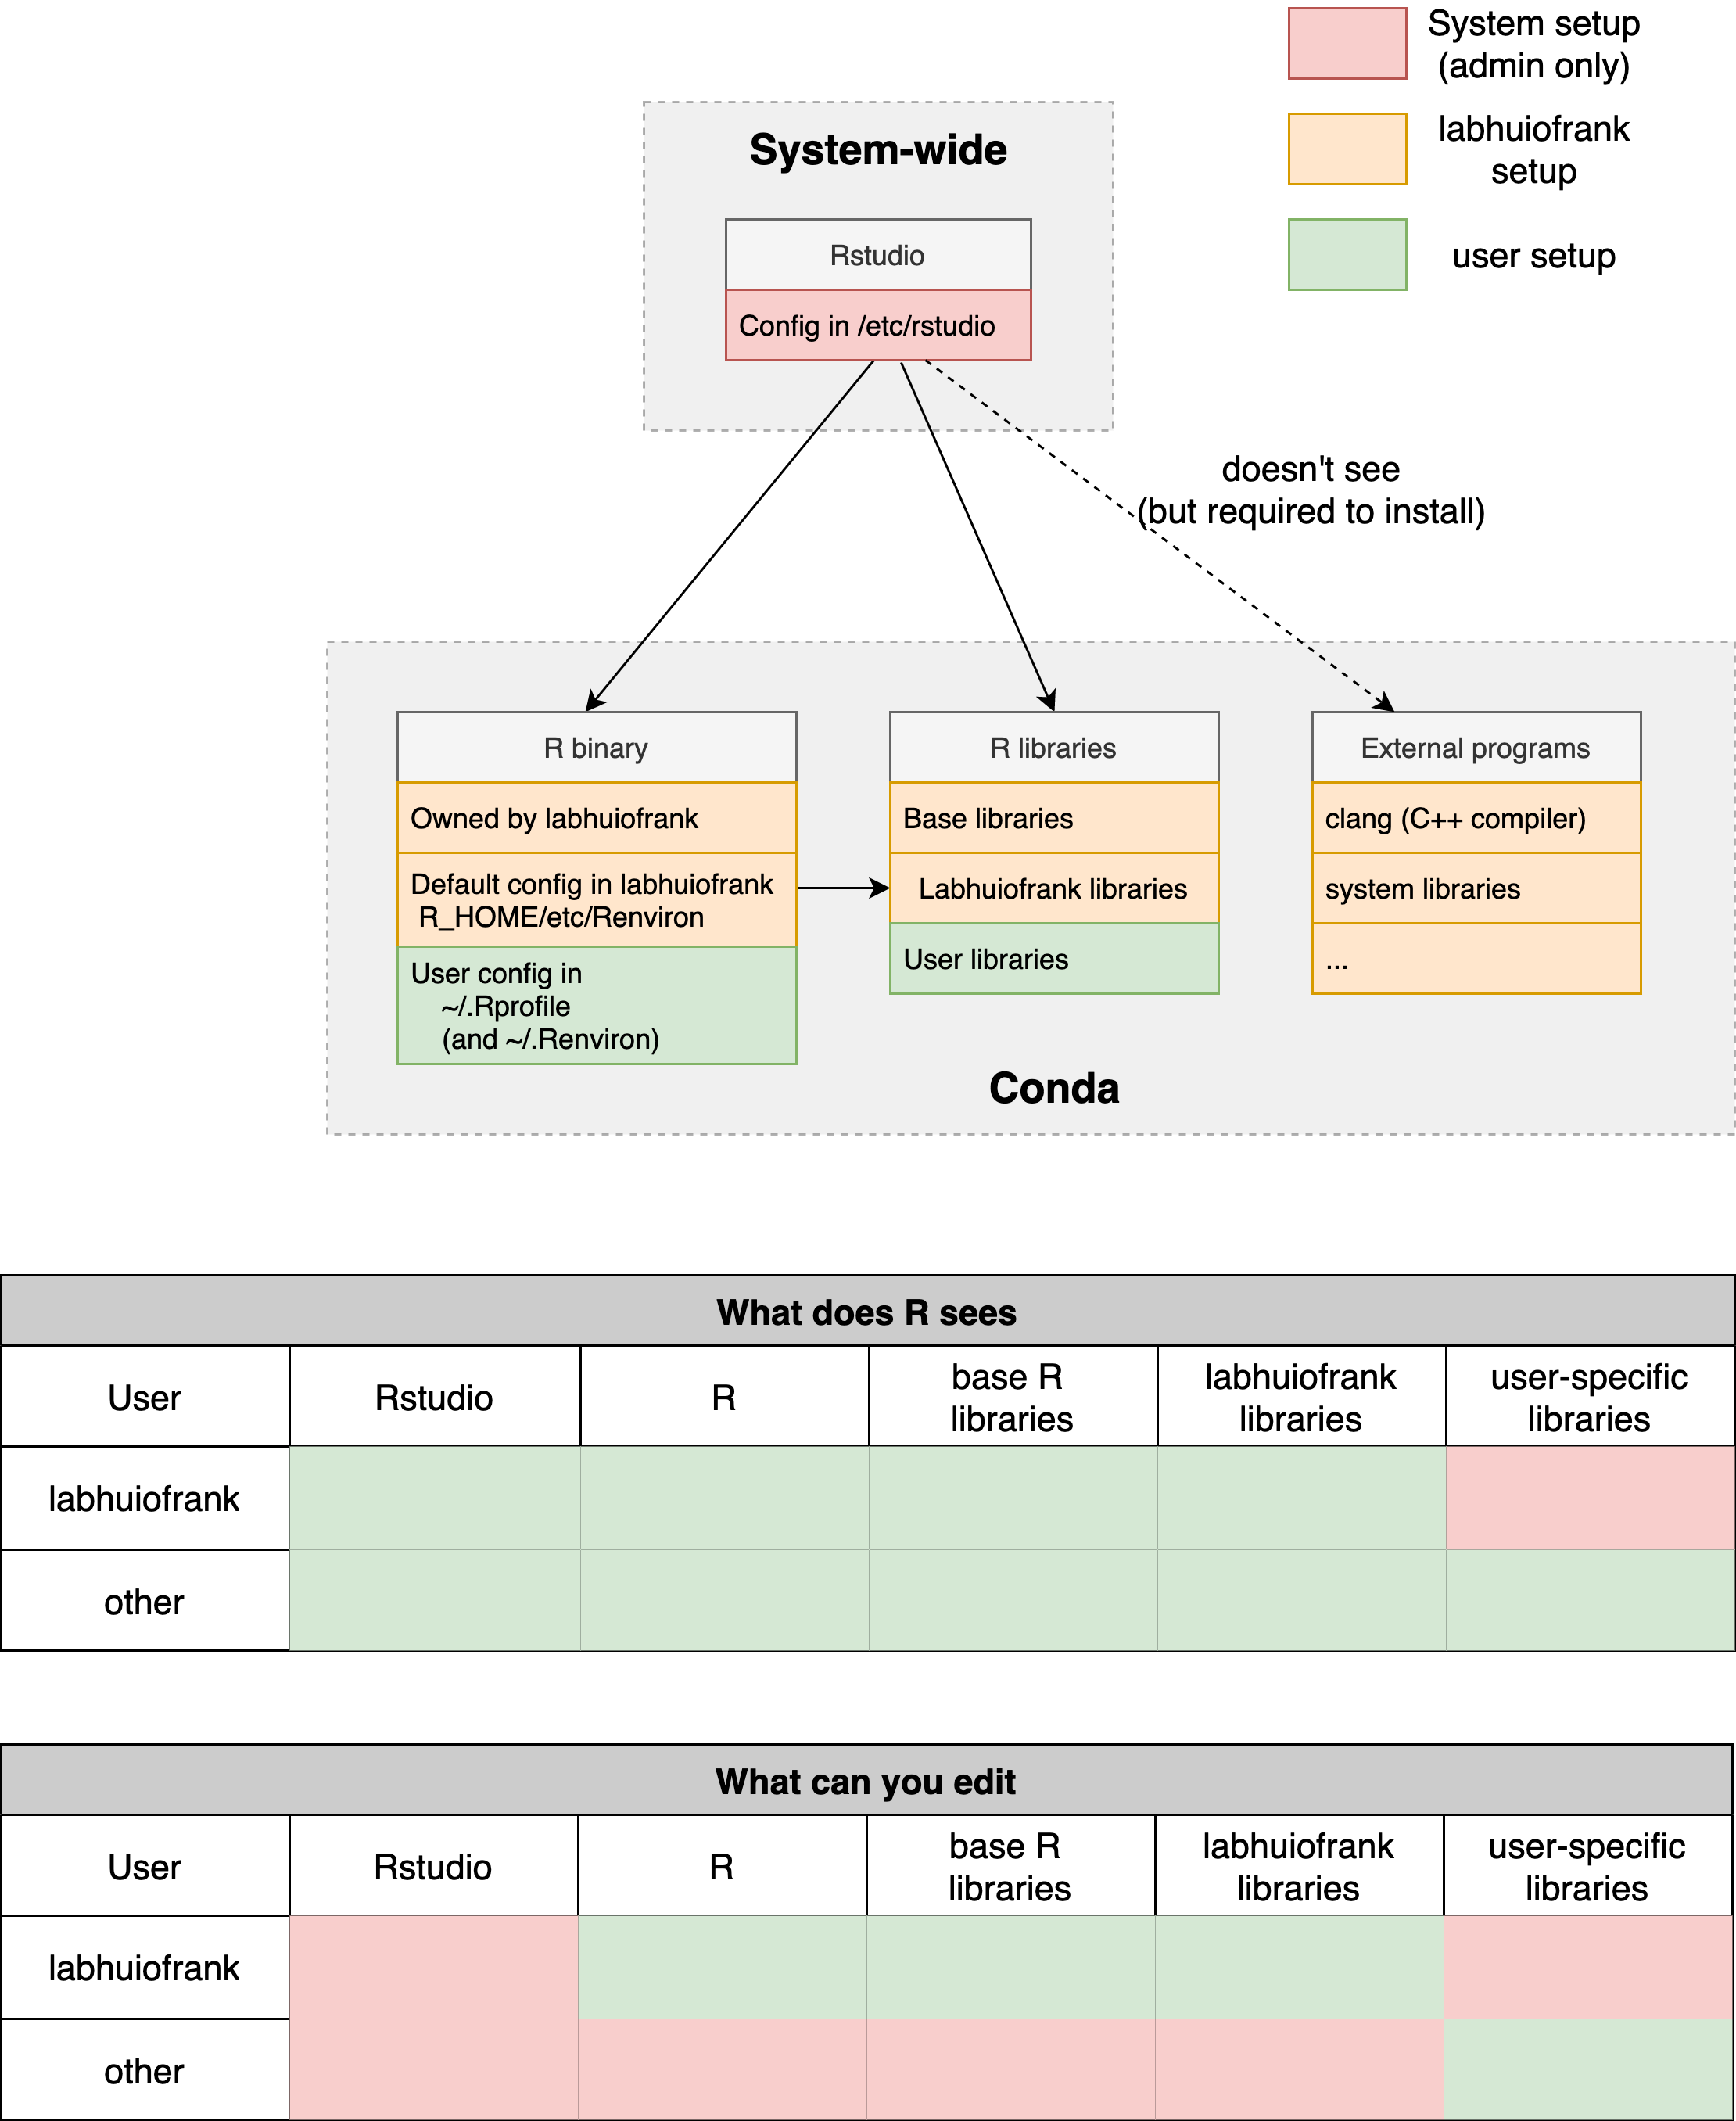 System setup
(admin only)
labhuiofrank
setup
user setup
System-wide
Rstudio
Config in /etc/rstudio
doesn't see
(but required to install)
R binary
Owned by labhuiofrank
Default config in labhuiofrank
R_HOME/etc/Renviron
User config in
~/.Rprofile
(and ~/.Renviron)
R libraries
Base libraries
Labhuiofrank libraries
User libraries
External programs
clang (C++ compiler)
system libraries
...
Conda
What does R sees
User
Rstudio
R
base R
libraries
labhuiofrank
libraries
user-specific
libraries
labhuiofrank
other
What can you edit
User
Rstudio
R
base R
libraries
labhuiofrank
libraries
user-specific
libraries
labhuiofrank
other